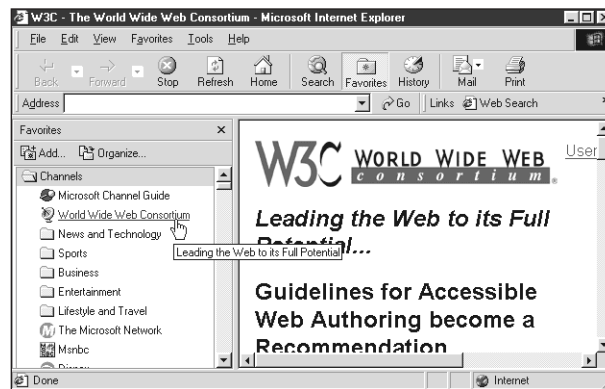 W3C - The World Wide Web Consortium - Microsoft Internet Explorer
File Edit View Favorites Tools Help
Back Forward Stop Refresh Home Search Favorites History Mail Print
Address Go Links Web Search
Favorites
Add... Organize...
Channels
Microsoft Channel Guide
World Wide Web Consortium
News and Technology
Sports
Leading the Web to its Full Potential
Business
Entertainment
Lifestyle and Travel
The Microsoft Network
Msnbc
W3C WORLD WIDE WEB
consortium
User
Leading the Web to its Full
Potential...
Guidelines for Accessible
Web Authoring become a
Recommendation
Done Internet